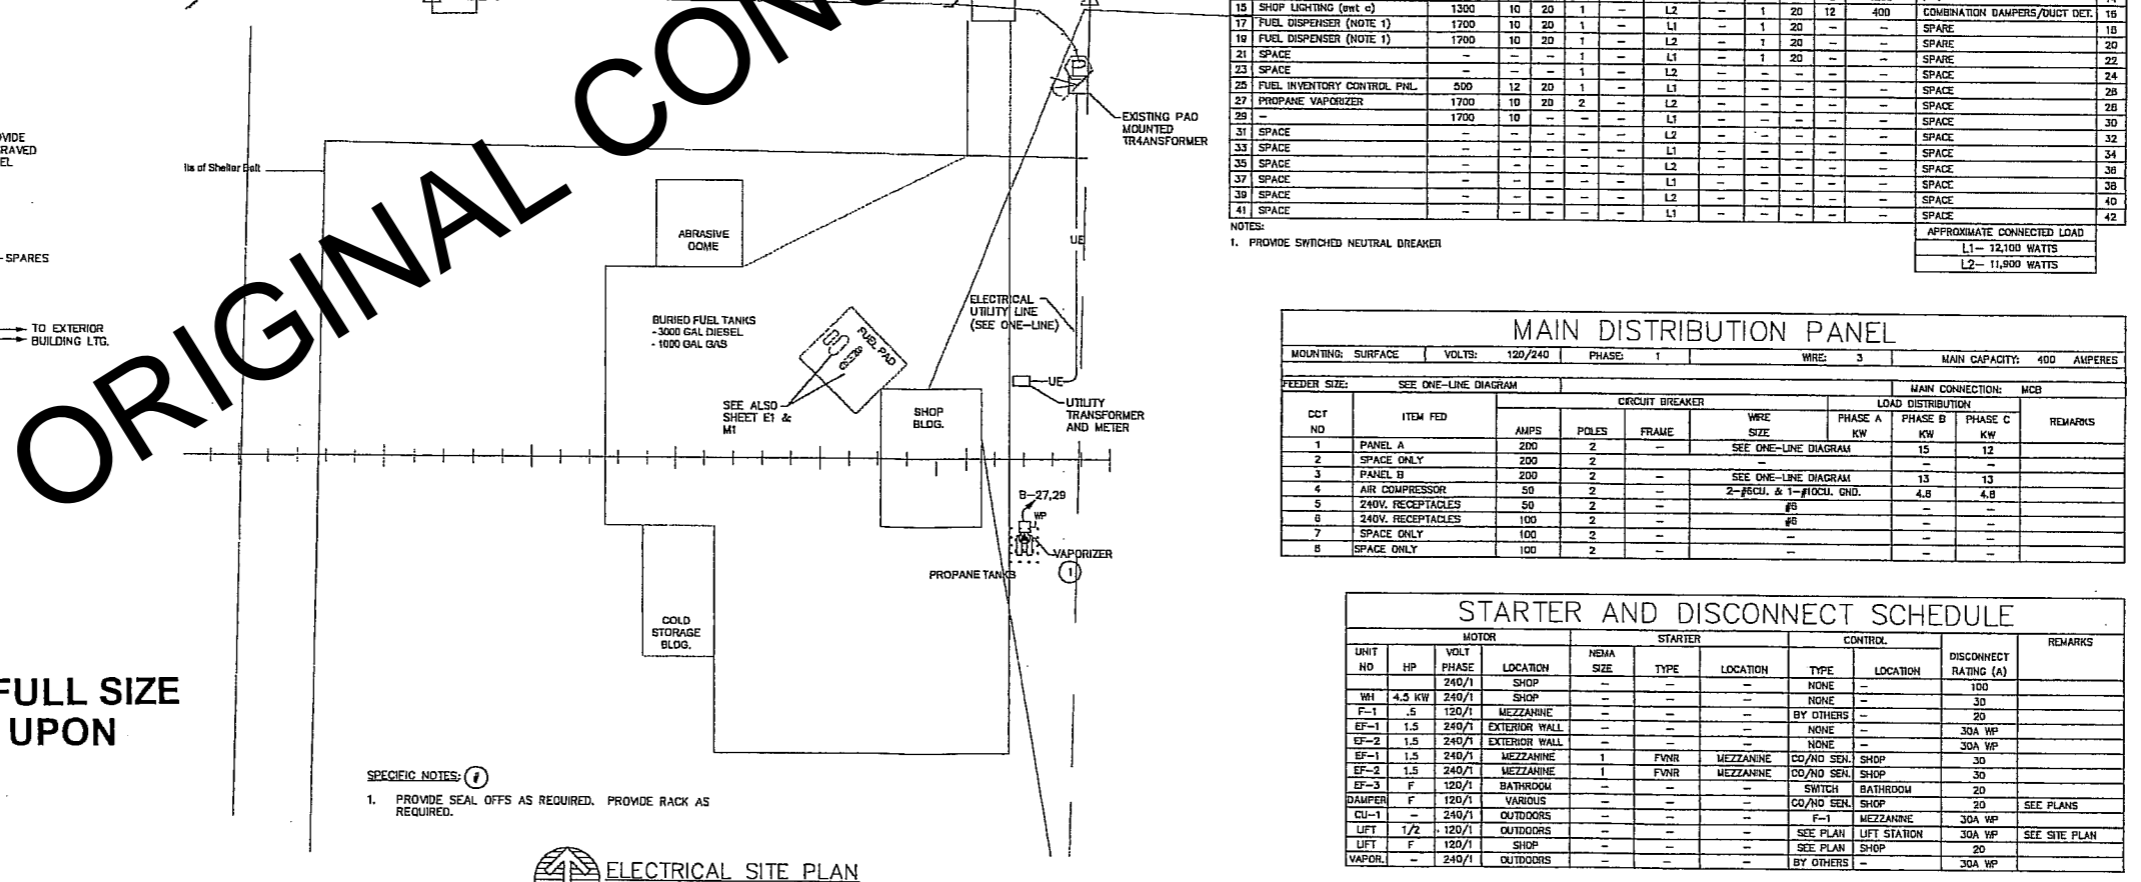 ORIGINAL CON
15 SHOP LIGHTING (ewt c) 1300 10 20 1 – L2 – 1 20 12 400 COMBINATION DAMPERS/DUCT DET. 16
17 FUEL DISPENSER (NOTE 1) 1700 10 20 1 – L1 – 1 20 – – SPARE 18
19 FUEL DISPENSER (NOTE 1) 1700 10 20 1 – L2 – 1 20 – – SPARE 20
21 SPACE – – – 1 – L1 – 1 20 – – SPARE 22
23 SPACE – – – 1 – L2 – – – – – SPACE 24
25 FUEL INVENTORY CONTROL PNL 500 12 20 1 – L1 – – – – – SPACE 26
27 PROPANE VAPORIZER 1700 10 20 2 – L2 – – – – – SPACE 28
29 – 1700 10 – – – L1 – – – – – SPACE 30
31 SPACE – – – – – L2 – – – – – SPACE 32
33 SPACE – – – – – L1 – – – – – SPACE 34
35 SPACE – – – – – L2 – – – – – SPACE 36
37 SPACE – – – – – L1 – – – – – SPACE 38
39 SPACE – – – – – L2 – – – – – SPACE 40
41 SPACE – – – – – L1 – – – – – SPACE 42
NOTES:
1. PROVIDE SWITCHED NEUTRAL BREAKER
APPROXIMATE CONNECTED LOAD
L1– 12,100 WATTS
L2– 11,900 WATTS
EXISTING PAD
MOUNTED
TR4ANSFORMER
of Shelter Belt
SPARES
TO EXTERIOR
BUILDING LTG.
ABRASIVE
DOME
UE
BURIED FUEL TANKS
-3000 GAL DIESEL
- 1000 GAL GAS
FUEL PAD
ELECTRICAL
UTILITY LINE
(SEE ONE–LINE)
UE
UTILITY
TRANSFORMER
AND METER
SEE ALSO
SHEET E1 &
M1
SHOP
BLDG.
B–27,29
WP
VAPORIZER
1
PROPANE TANKS
COLD
STORAGE
BLDG.
FULL SIZE
UPON
SPECIFIC NOTES: #
1. PROVIDE SEAL OFFS AS REQUIRED. PROVIDE RACK AS
REQUIRED.
ELECTRICAL SITE PLAN
MAIN DISTRIBUTION PANEL
MOUNTING: SURFACE VOLTS: 120/240 PHASE: 1 WIRE: 3 MAIN CAPACITY: 400 AMPERES
FEEDER SIZE: SEE ONE–LINE DIAGRAM MAIN CONNECTION: MCB
CIRCUIT BREAKER LOAD DISTRIBUTION
CCT ITEM FED WIRE PHASE A PHASE B PHASE C REMARKS
NO AMPS POLES FRAME SIZE KW KW KW
1 PANEL A 200 2 – SEE ONE–LINE DIAGRAM 15 12
2 SPACE ONLY 200 2 – – –
3 PANEL B 200 2 – SEE ONE–LINE DIAGRAM 13 13
4 AIR COMPRESSOR 50 2 – 2–#6CU. & 1–#10CU. GND. 4.8 4.8
5 240V. RECEPTACLES 50 2 – #6 – –
6 240V. RECEPTACLES 100 2 – #6 – –
7 SPACE ONLY 100 2 – – – –
8 SPACE ONLY 100 2 – – – –
STARTER AND DISCONNECT SCHEDULE
MOTOR STARTER CONTROL REMARKS
UNIT VOLT NEMA DISCONNECT
NO HP PHASE LOCATION SIZE TYPE LOCATION TYPE LOCATION RATING (A)
240/1 SHOP – – – NONE – 100
WH 4.5 KW 240/1 SHOP – – – NONE – 30
F–1 .5 120/1 MEZZANINE – – – BY OTHERS – 20
EF–1 1.5 240/1 EXTERIOR WALL – – – NONE – 30A WP
EF–2 1.5 240/1 EXTERIOR WALL – – – NONE – 30A WP
EF–1 1.5 240/1 MEZZANINE 1 FVNR MEZZANINE CO/NO SEN. SHOP 30
EF–2 1.5 240/1 MEZZANINE 1 FVNR MEZZANINE CO/NO SEN. SHOP 30
EF–3 F 120/1 BATHROOM – – – SWITCH BATHROOM 20
DAMPER F 120/1 VARIOUS – – – CO/NO SEN. SHOP 20 SEE PLANS
CU–1 – 240/1 OUTDOORS – – – F–1 MEZZANINE 30A WP
LIFT 1/2 120/1 OUTDOORS – – – SEE PLAN LIFT STATION 30A WP SEE SITE PLAN
LIFT F 120/1 SHOP – – – SEE PLAN SHOP 20
VAPOR. – 240/1 OUTDOORS – – – BY OTHERS – 30A WP